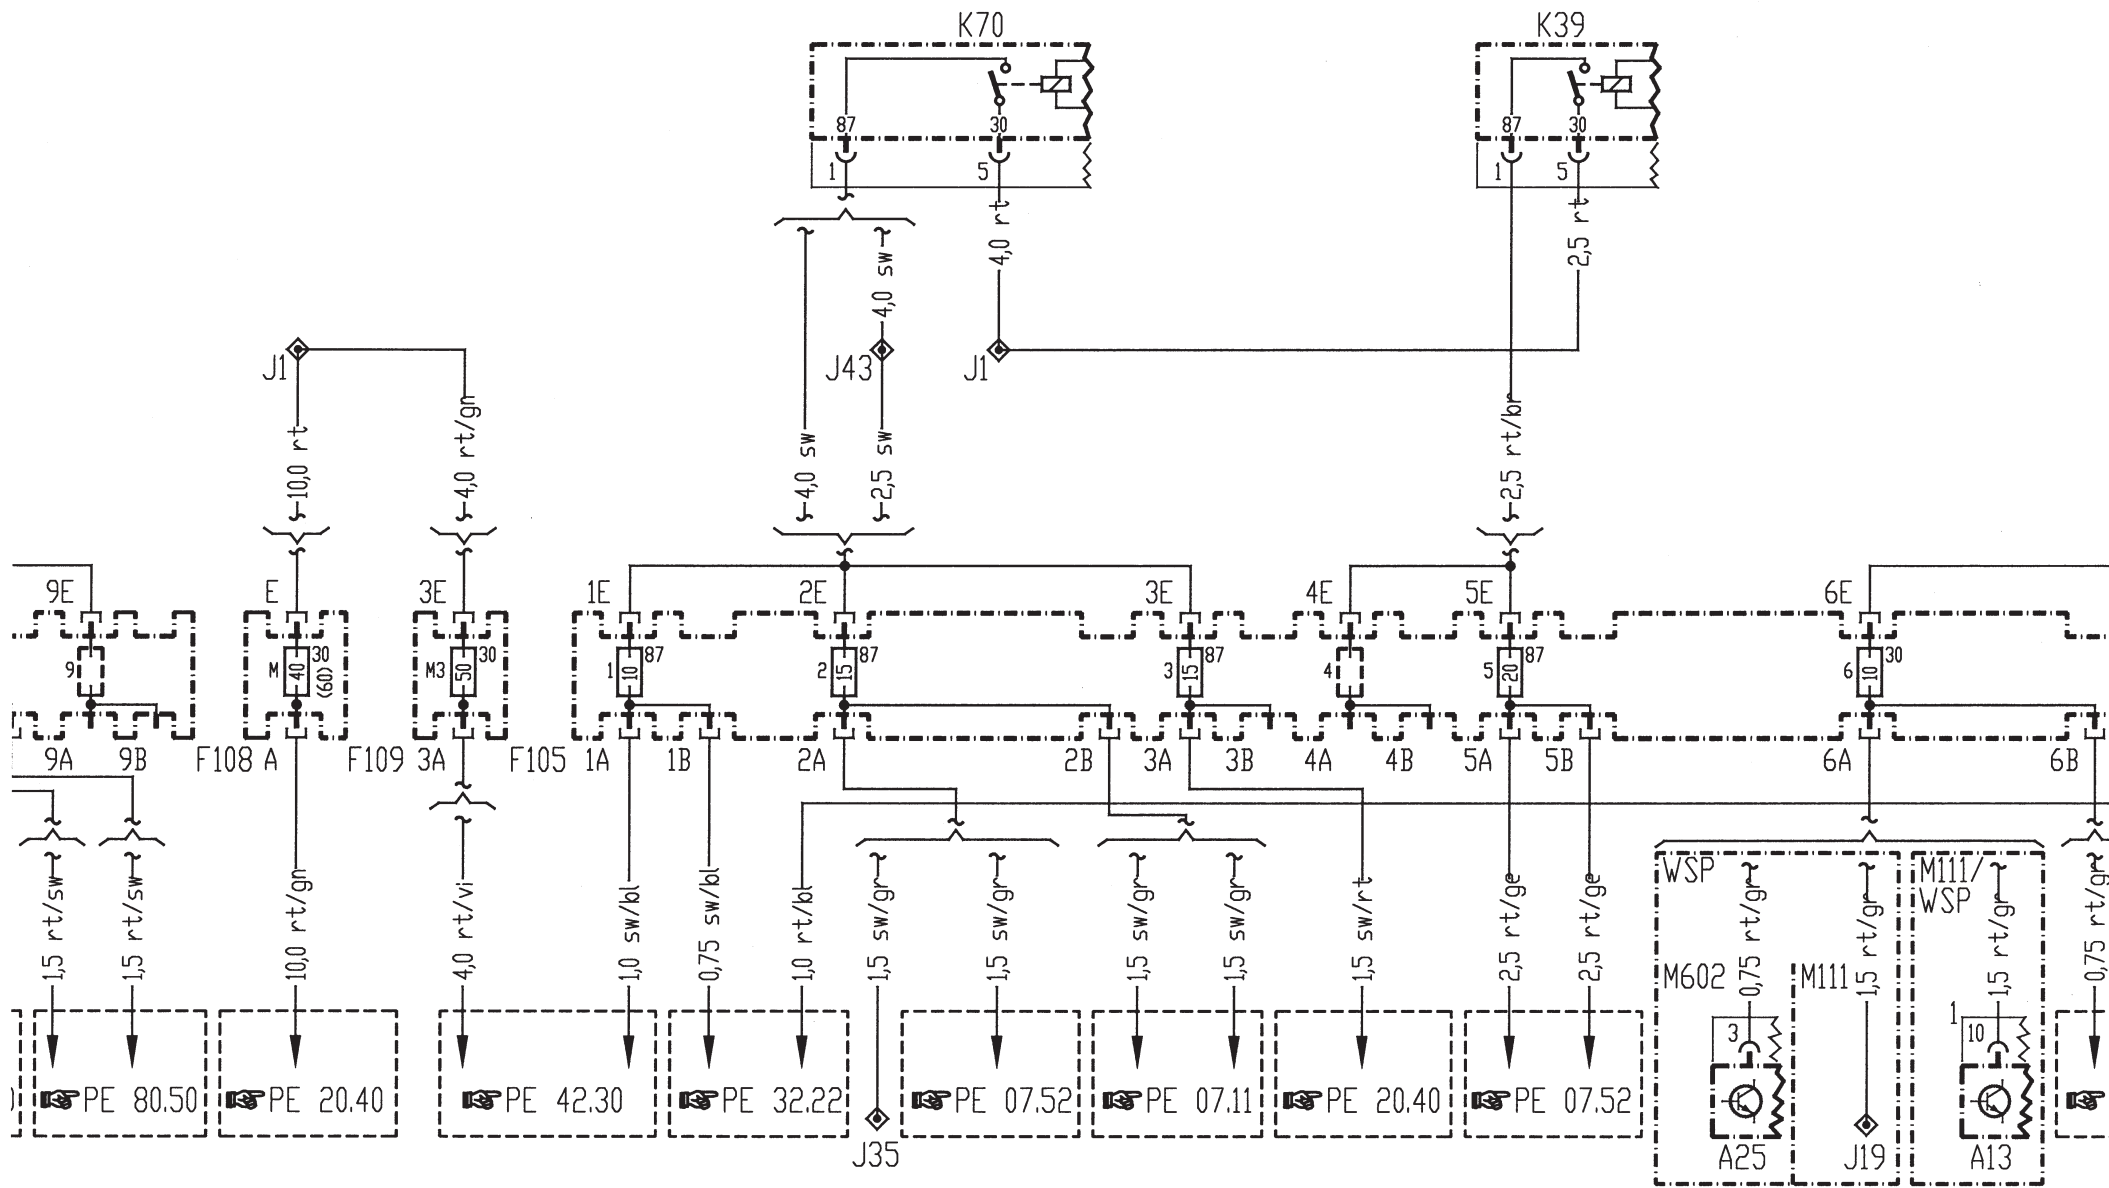 K70 K39
87 30 87 30
1 5 1 5
4,0 rt 2,5 rt
4,0 sw
J1 J43 J1
10,0 rt 4,0 rt/gn 4,0 sw 2,5 sw 2,5 rt/br
9E E 3E 1E 2E 3E 4E 5E 6E
9 M 40 30 (60) M3 50 30 1 10 87 2 15 87 3 15 87 4 5 20 87 6 10 30
9A 9B F108 A F109 3A F105 1A 1B 2A 2B 3A 3B 4A 4B 5A 5B 6A 6B
WSP M111/
WSP
1,5 rt/sw 1,5 rt/sw 10,0 rt/gn 4,0 rt/vi 1,0 sw/bl 0,75 sw/bl 1,0 rt/bl 1,5 sw/gr 1,5 sw/gr 1,5 sw/gr 1,5 sw/gr 1,5 sw/rt 2,5 rt/ge 2,5 rt/ge 0,75 rt/gr 1,5 rt/gr 1,5 rt/gr 0,75 rt/gr
M602 M111
3 1 10
PE 80.50 PE 20.40 PE 42.30 PE 32.22 PE 07.52 PE 07.11 PE 20.40 PE 07.52
J35 A25 J19 A13